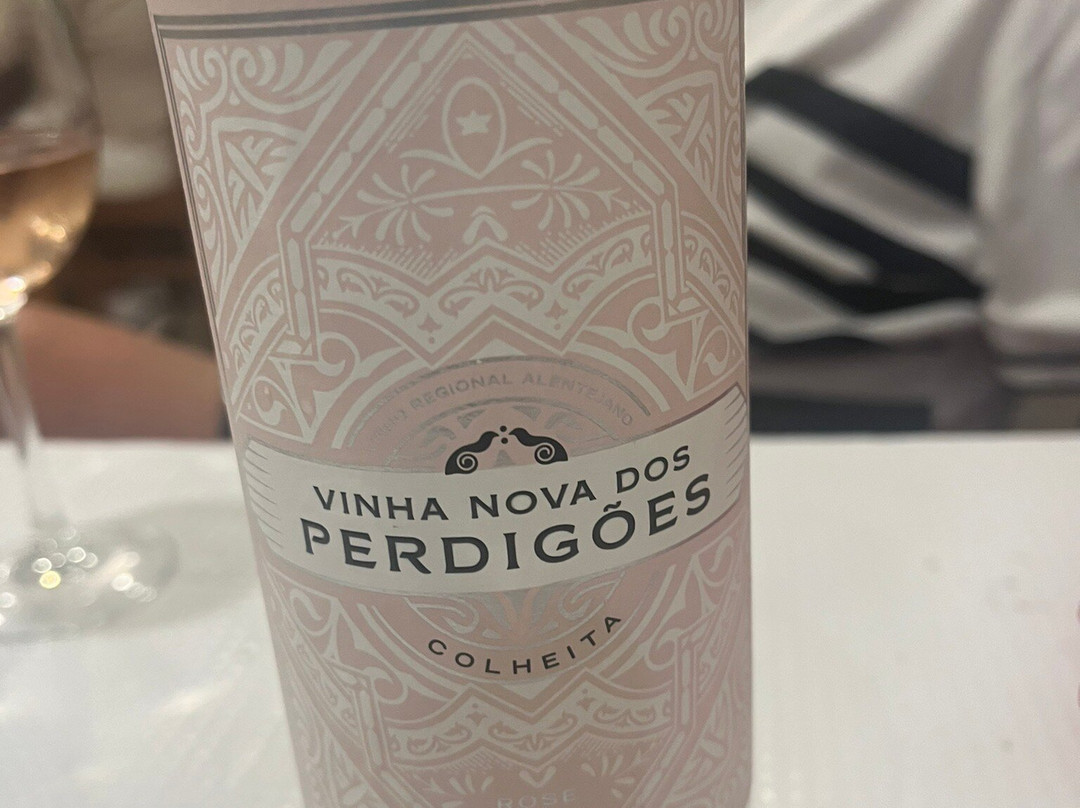 REGIONAL ALENTEJANO
VINHA NOVA DOS
PERDIGÕES
COLHEITA
ROSÉ